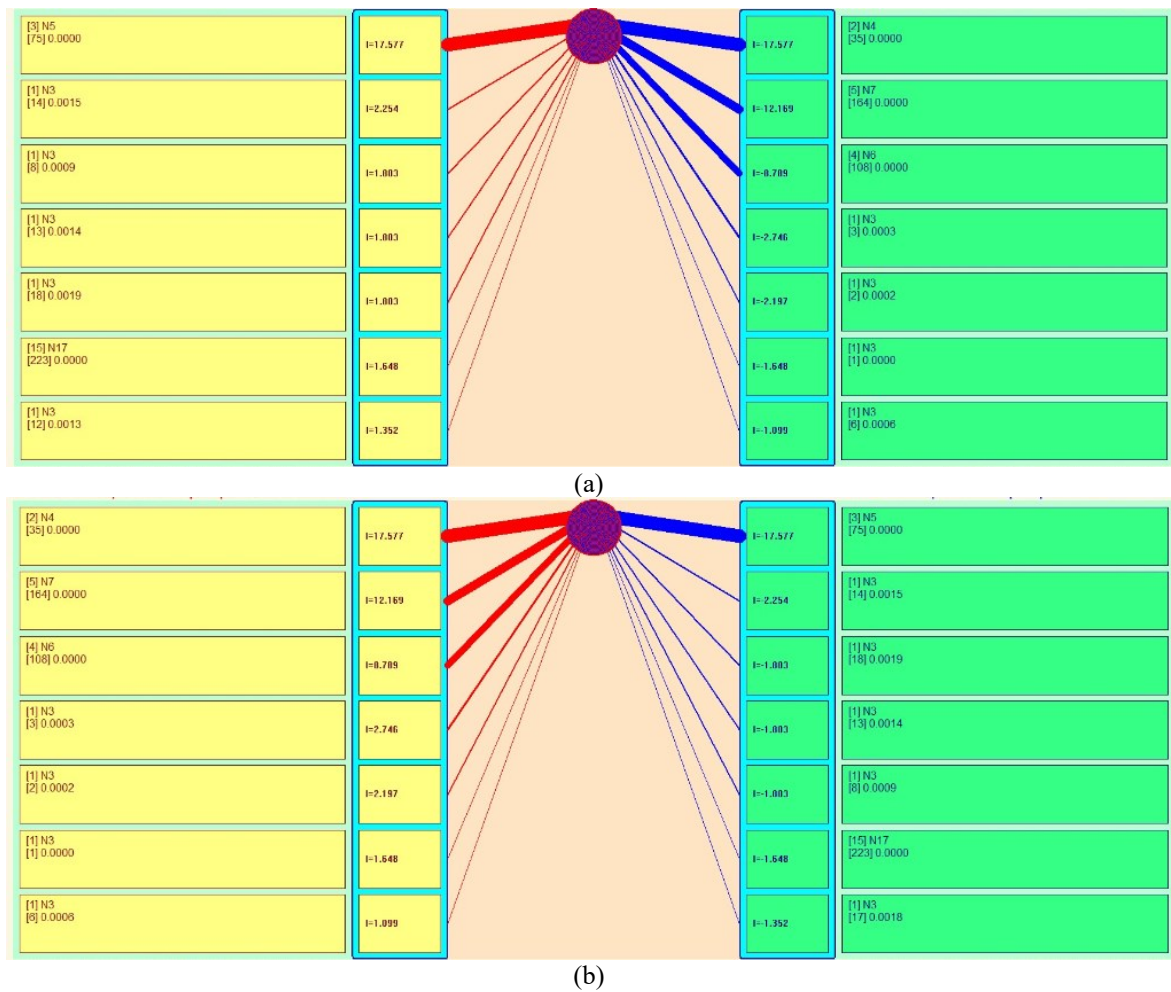 [3] N5
[75] 0.0000
I=17.577
I=-17.577
[2] N4
[35] 0.0000
[1] N3
[14] 0.0015
I=2.254
I=-12.169
[5] N7
[164] 0.0000
[1] N3
[8] 0.0009
I=1.803
I=-8.789
[4] N6
[108] 0.0000
[1] N3
[13] 0.0014
I=1.803
I=-2.746
[1] N3
[3] 0.0003
[1] N3
[18] 0.0019
I=1.803
I=-2.197
[1] N3
[2] 0.0002
[15] N17
[223] 0.0000
I=1.648
I=-1.648
[1] N3
[1] 0.0000
[1] N3
[12] 0.0013
I=1.352
I=-1.099
[1] N3
[6] 0.0006
(a)
[2] N4
[35] 0.0000
I=17.577
I=-17.577
[3] N5
[75] 0.0000
[5] N7
[164] 0.0000
I=12.169
I=-2.254
[1] N3
[14] 0.0015
[4] N6
[108] 0.0000
I=8.789
I=-1.803
[1] N3
[18] 0.0019
[1] N3
[3] 0.0003
I=2.746
I=-1.803
[1] N3
[13] 0.0014
[1] N3
[2] 0.0002
I=2.197
I=-1.803
[1] N3
[8] 0.0009
[1] N3
[1] 0.0000
I=1.648
I=-1.648
[15] N17
[223] 0.0000
[1] N3
[6] 0.0006
I=1.099
I=-1.352
[1] N3
[17] 0.0018
(b)